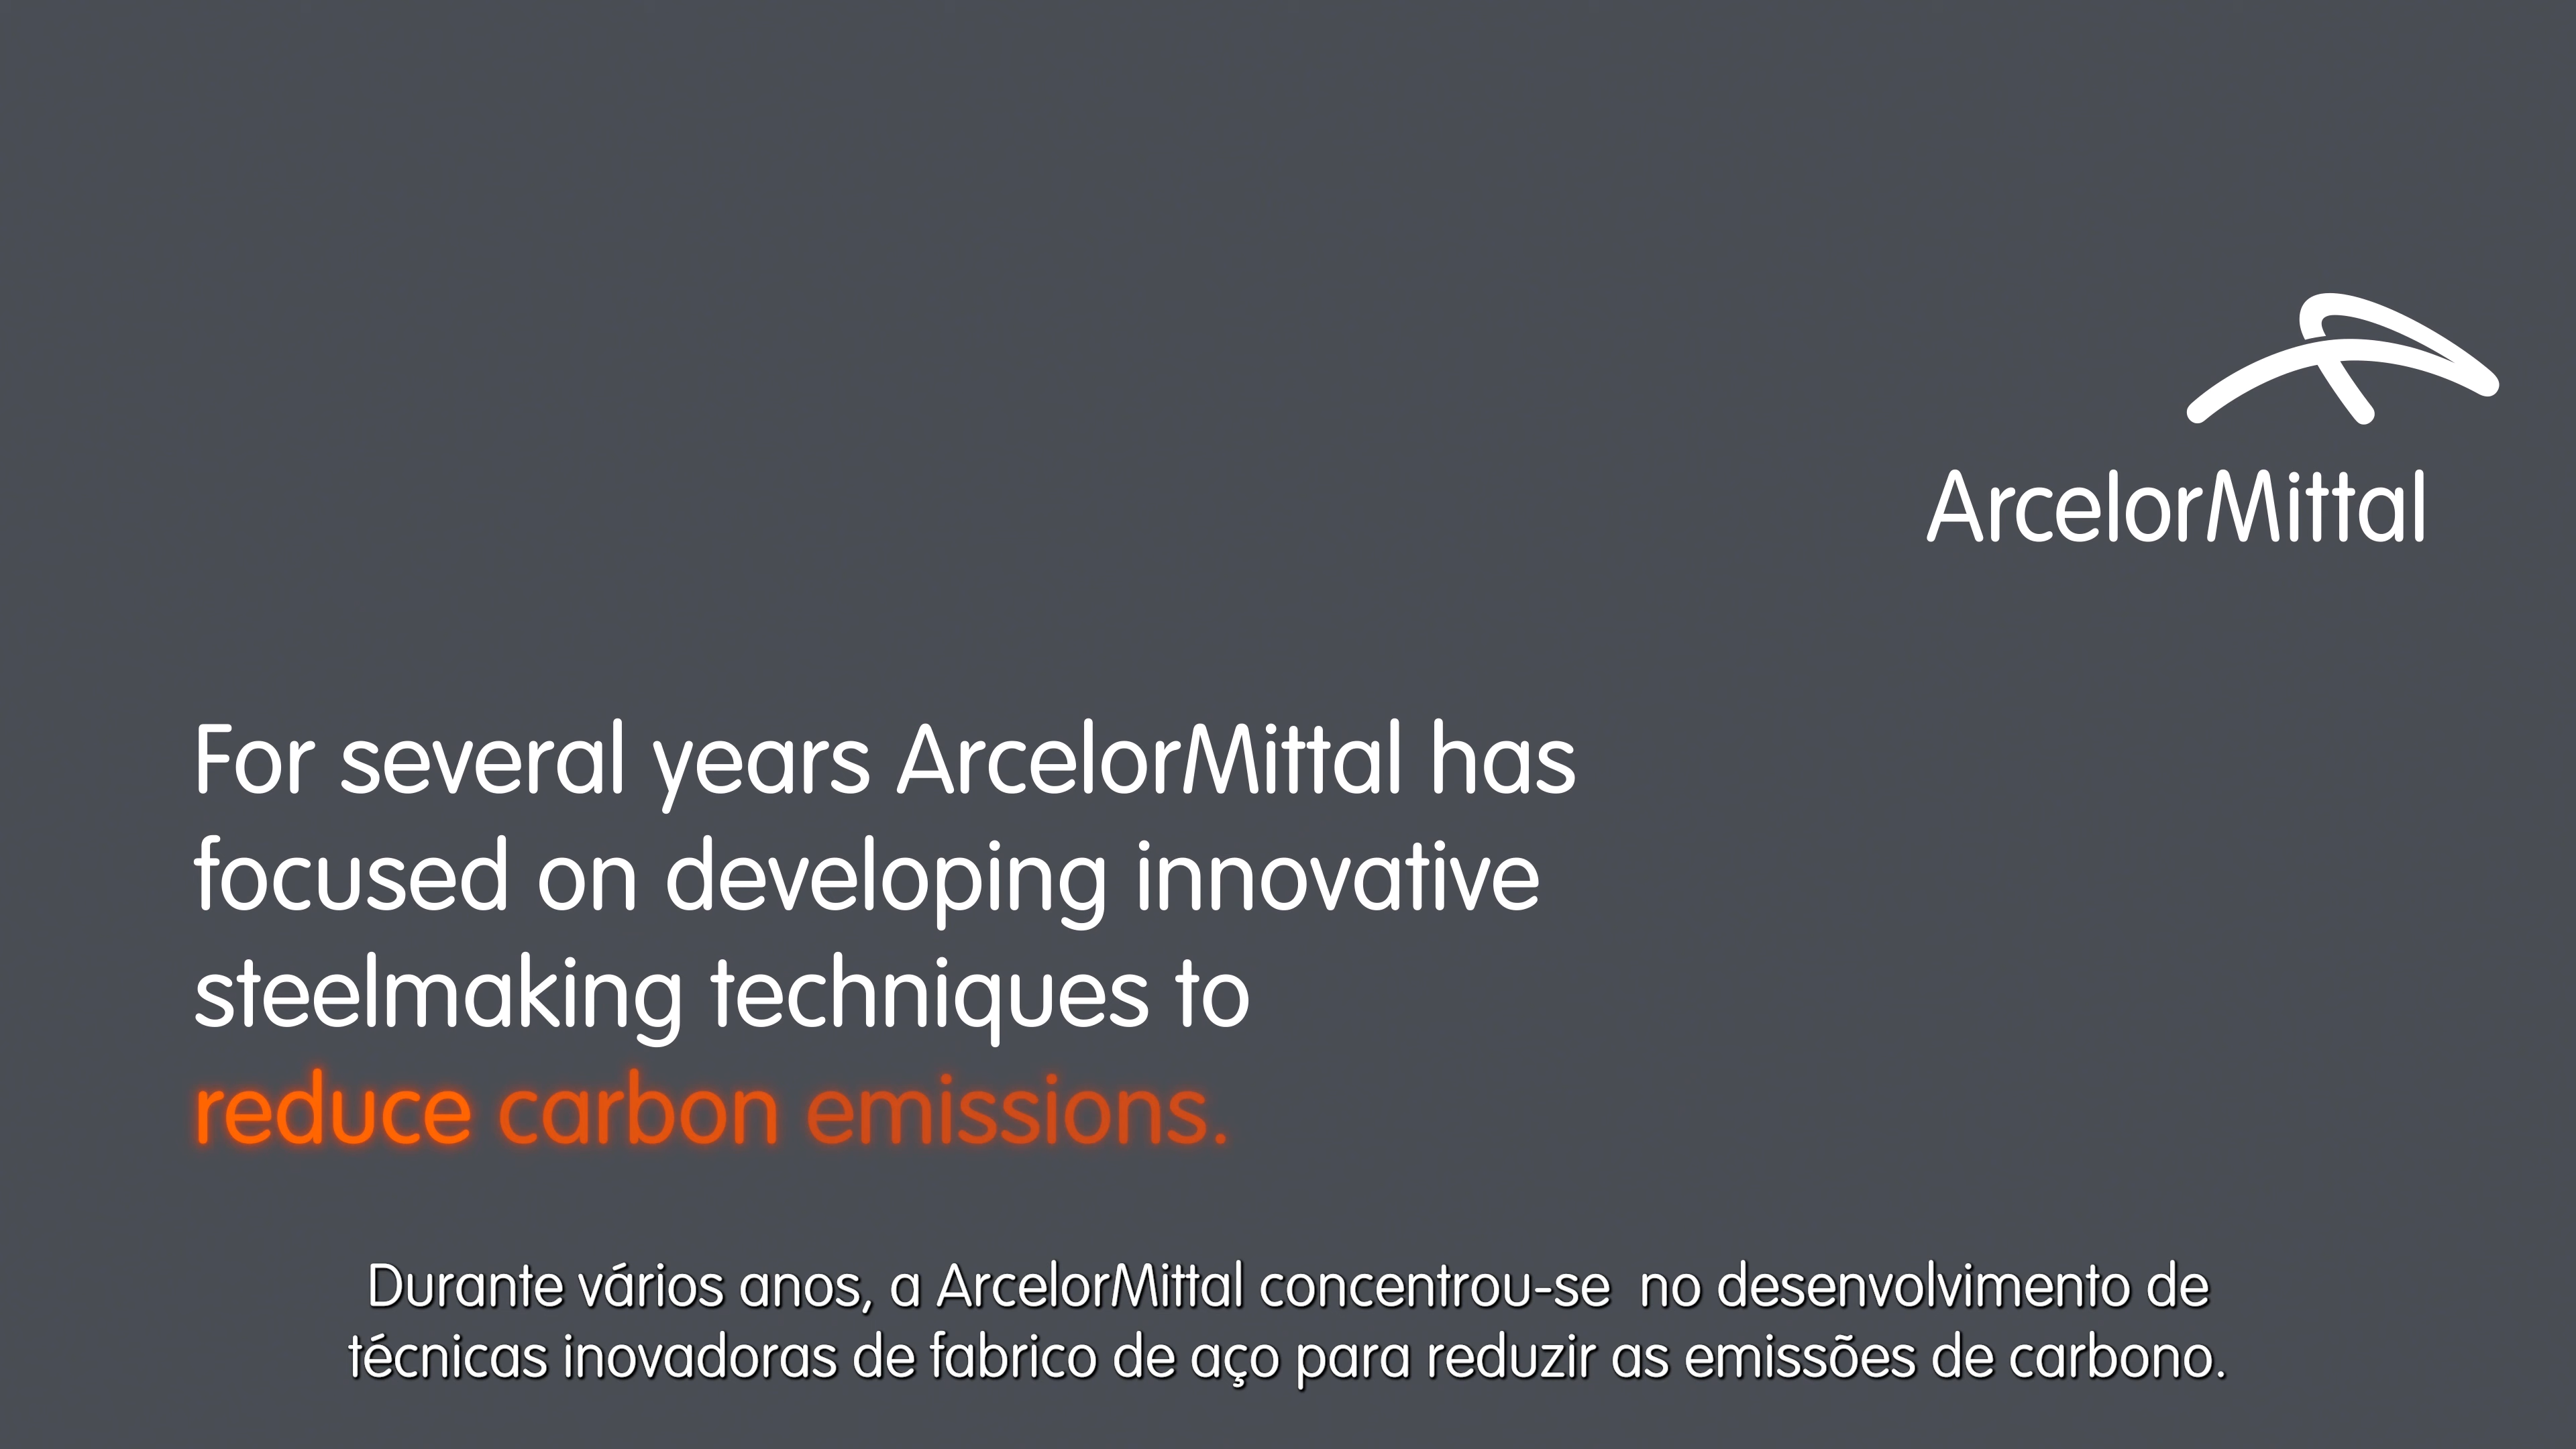 ArcelorMittal
For several years ArcelorMittal has
focused on developing innovative
steelmaking techniques to
reduce carbon emissions.
Durante vários anos, a ArcelorMittal concentrou-se  no desenvolvimento de
técnicas inovadoras de fabrico de aço para reduzir as emissões de carbono.